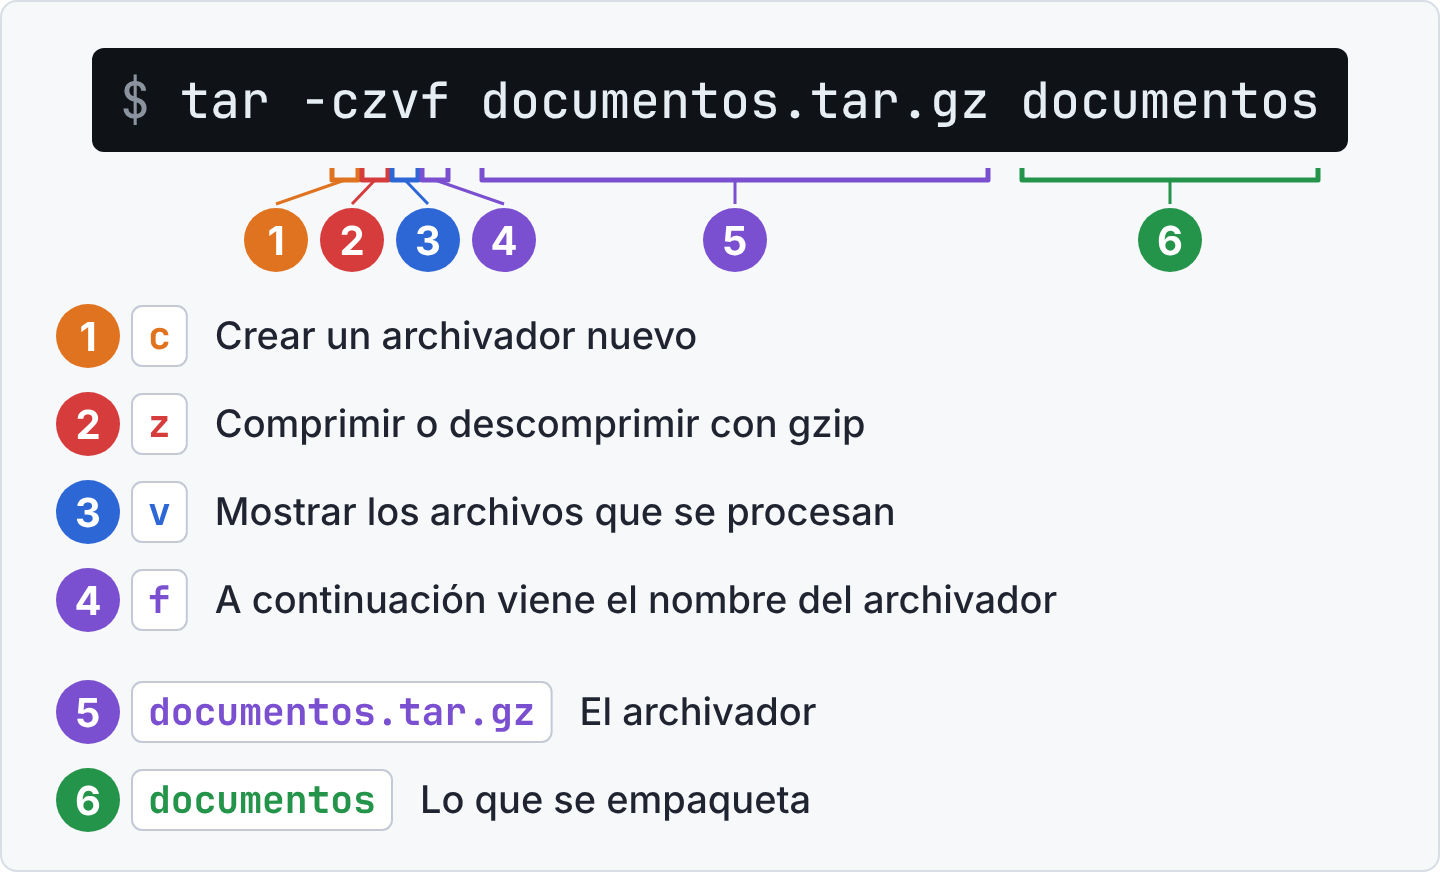 $ tar -czvf documentos.tar.gz documentos
1 2 3 4 5 6
1 c Crear un archivador nuevo
2 z Comprimir o descomprimir con gzip
3 v Mostrar los archivos que se procesan
4 f A continuación viene el nombre del archivador
5 documentos.tar.gz El archivador
6 documentos Lo que se empaqueta